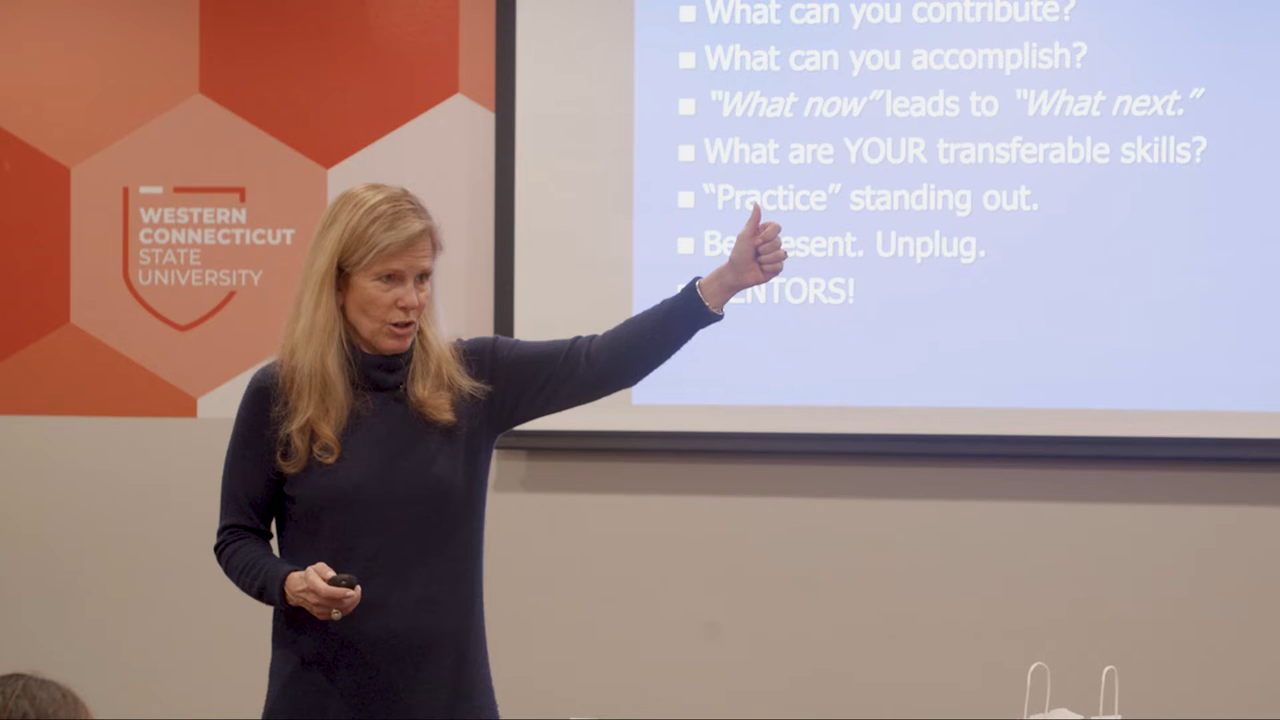 WESTERN
CONNECTICUT
STATE
UNIVERSITY
What can you contribute?
What can you accomplish?
“What now” leads to “What next.”
What are YOUR transferable skills?
“Practice” standing out.
Unplug.